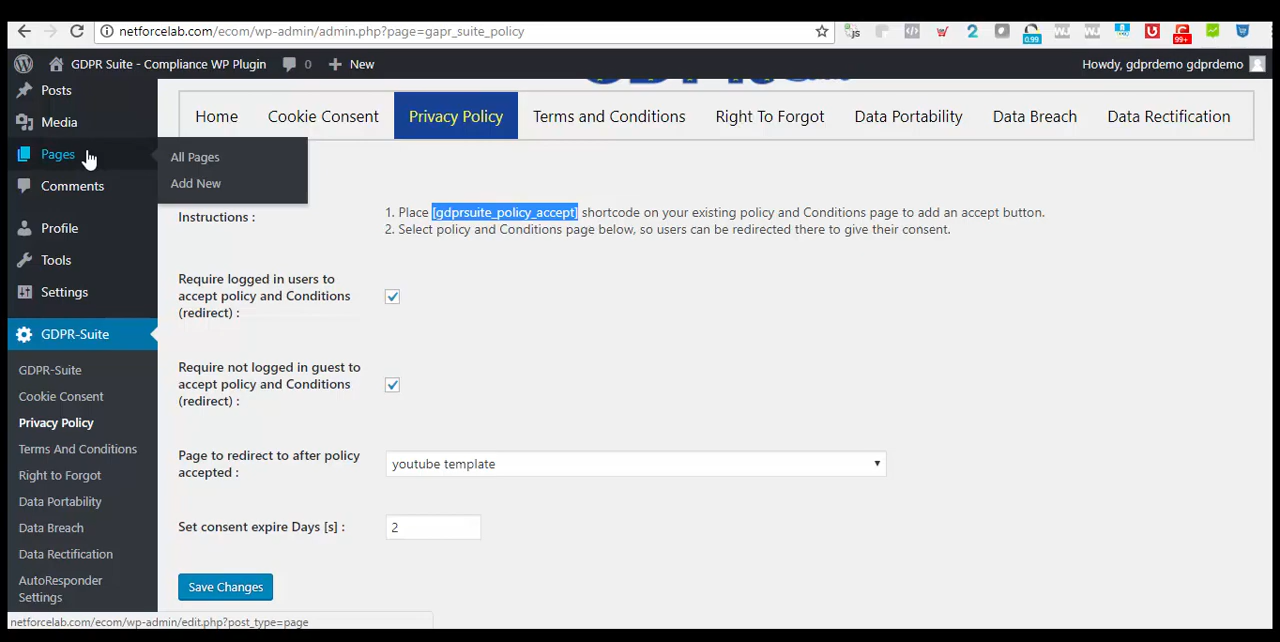 netforcelab.com/ecom/wp-admin/admin.php?page=gapr_suite_policy
js
2
0.99
99+
GDPR Suite - Compliance WP Plugin 0 New
Howdy, gdprdemo gdprdemo
Posts
Media
Pages
All Pages
Add New
Comments
Profile
Tools
Settings
GDPR-Suite
GDPR-Suite
Cookie Consent
Privacy Policy
Terms And Conditions
Right to Forgot
Data Portability
Data Breach
Data Rectification
AutoResponder
Settings
Home Cookie Consent Privacy Policy Terms and Conditions Right To Forgot Data Portability Data Breach Data Rectification
Instructions :
1. Place [gdprsuite_policy_accept] shortcode on your existing policy and Conditions page to add an accept button.
2. Select policy and Conditions page below, so users can be redirected there to give their consent.
Require logged in users to
accept policy and Conditions
(redirect) :
Require not logged in guest to
accept policy and Conditions
(redirect) :
Page to redirect to after policy
accepted :
youtube template
Set consent expire Days [s] :
2
Save Changes
netforcelab.com/ecom/wp-admin/edit.php?post_type=page